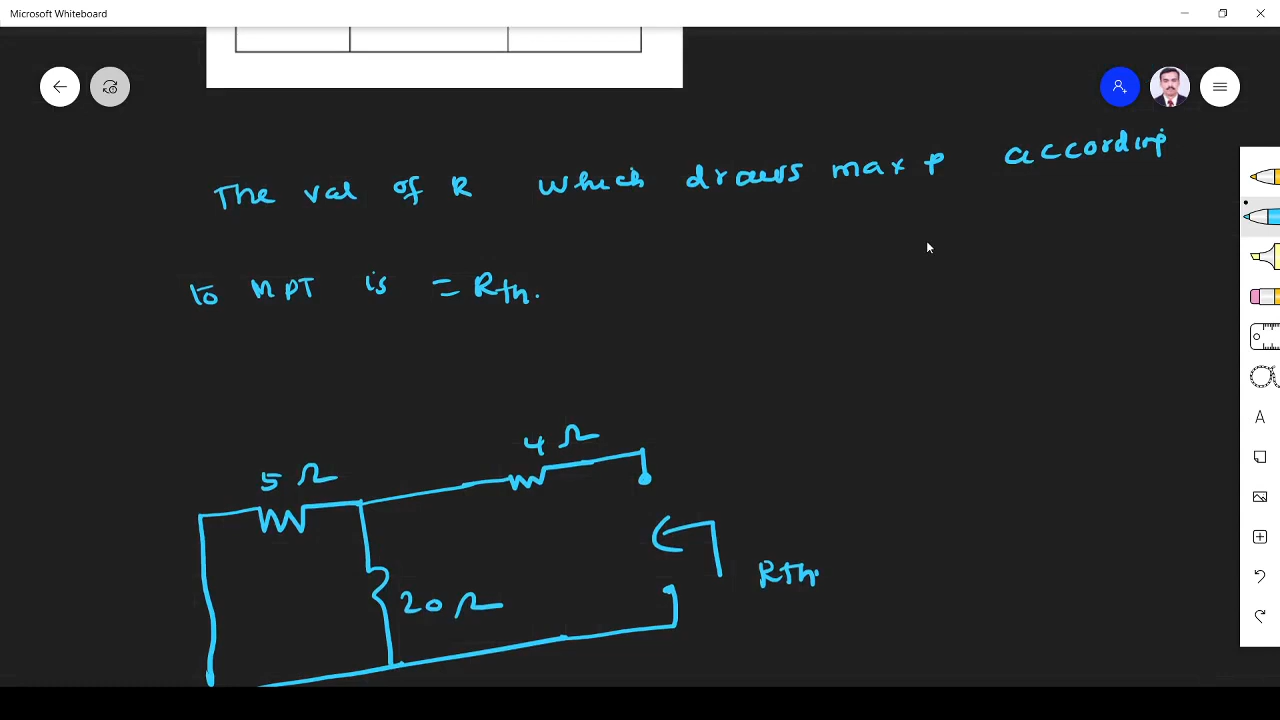 Microsoft Whiteboard
The val of R which draws max P according
to MPT is = Rth.
5 Ω
4 Ω
20 Ω
Rth.
A